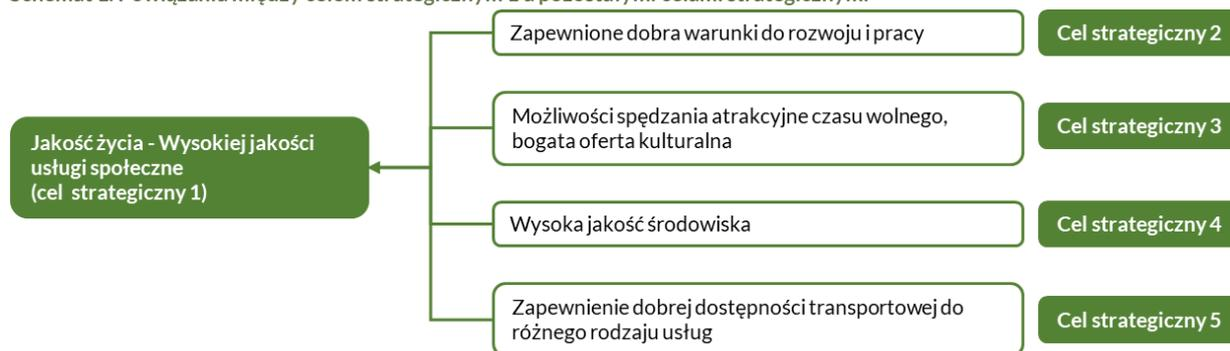 Zapewnione dobra warunki do rozwoju i pracy
Cel strategiczny 2
Możliwości spędzania atrakcyjne czasu wolnego,
bogata oferta kulturalna
Cel strategiczny 3
Jakość życia - Wysokiej jakości
usługi społeczne
(cel strategiczny 1)
Wysoka jakość środowiska
Cel strategiczny 4
Zapewnienie dobrej dostępności transportowej do
różnego rodzaju usług
Cel strategiczny 5